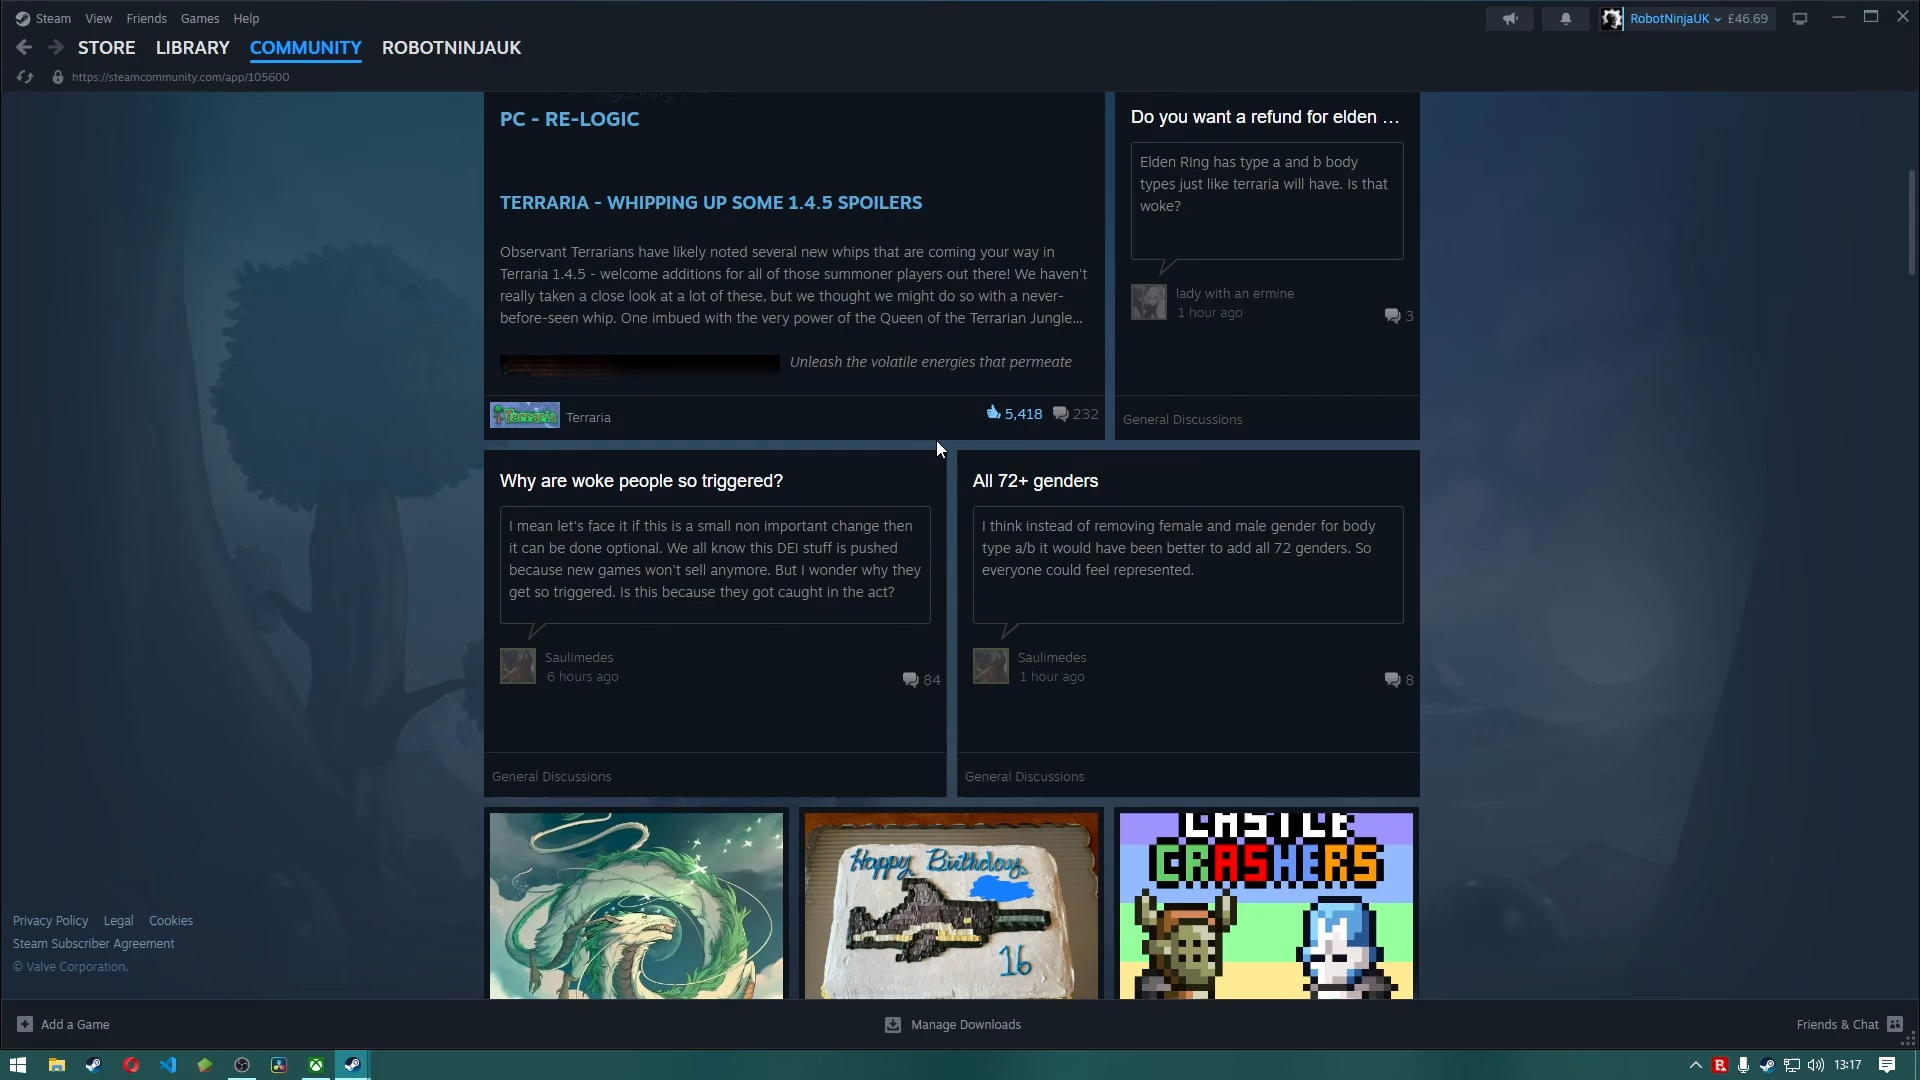 Steam View Friends Games Help
RobotNinjaUK £46.69
STORE LIBRARY COMMUNITY ROBOTNINJAUK
https://steamcommunity.com/app/105600
PC - RE-LOGIC
TERRARIA - WHIPPING UP SOME 1.4.5 SPOILERS
Observant Terrarians have likely noted several new whips that are coming your way in
Terraria 1.4.5 - welcome additions for all of those summoner players out there! We haven't
really taken a close look at a lot of these, but we thought we might do so with a never-
before-seen whip. One imbued with the very power of the Queen of the Terrarian Jungle...
Unleash the volatile energies that permeate
Terraria
Terraria
5,418 232
Do you want a refund for elden ...
Elden RIng has type a and b body
types just like terraria will have. Is that
woke?
lady with an ermine
1 hour ago
3
General Discussions
Why are woke people so triggered?
I mean let's face it if this is a small non important change then
it can be done optional. We all know this DEI stuff is pushed
because new games won't sell anymore. But I wonder why they
get so triggered. Is this because they got caught in the act?
Saulimedes
6 hours ago
84
General Discussions
All 72+ genders
I think instead of removing female and male gender for body
type a/b it would have been better to add all 72 genders. So
everyone could feel represented.
Saulimedes
1 hour ago
8
General Discussions
Happy Birthday
16
CASTLE
CRASHERS
Privacy Policy Legal Cookies
Steam Subscriber Agreement
© Valve Corporation.
Add a Game
Manage Downloads
Friends & Chat
13:17